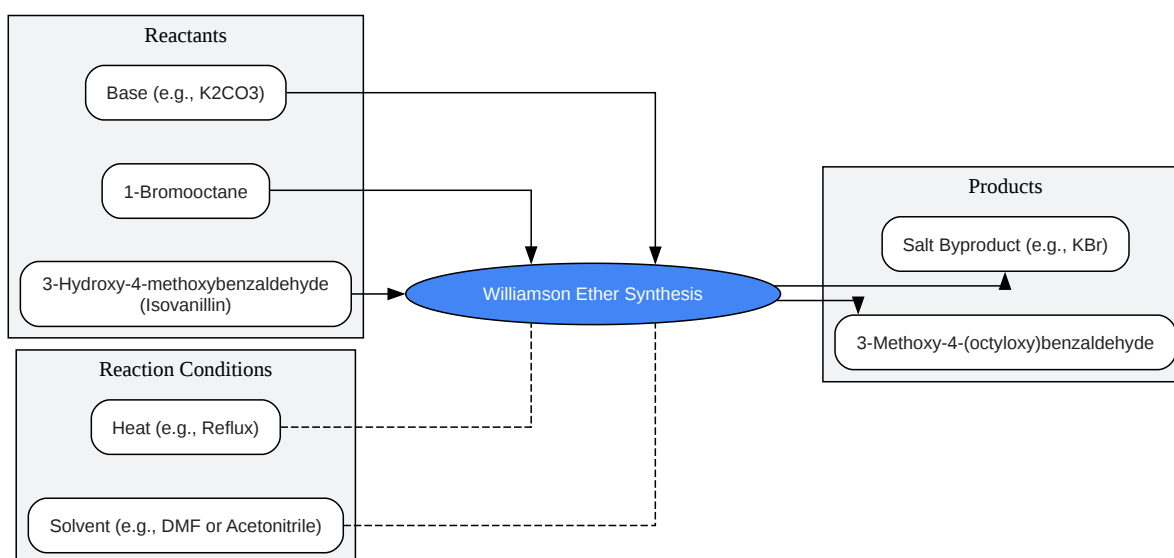 Reactants
Base (e.g., K2CO3)
1-Bromooctane
3-Hydroxy-4-methoxybenzaldehyde
(Isovanillin)
Reaction Conditions
Heat (e.g., Reflux)
Solvent (e.g., DMF or Acetonitrile)
Williamson Ether Synthesis
Products
Salt Byproduct (e.g., KBr)
3-Methoxy-4-(octyloxy)benzaldehyde